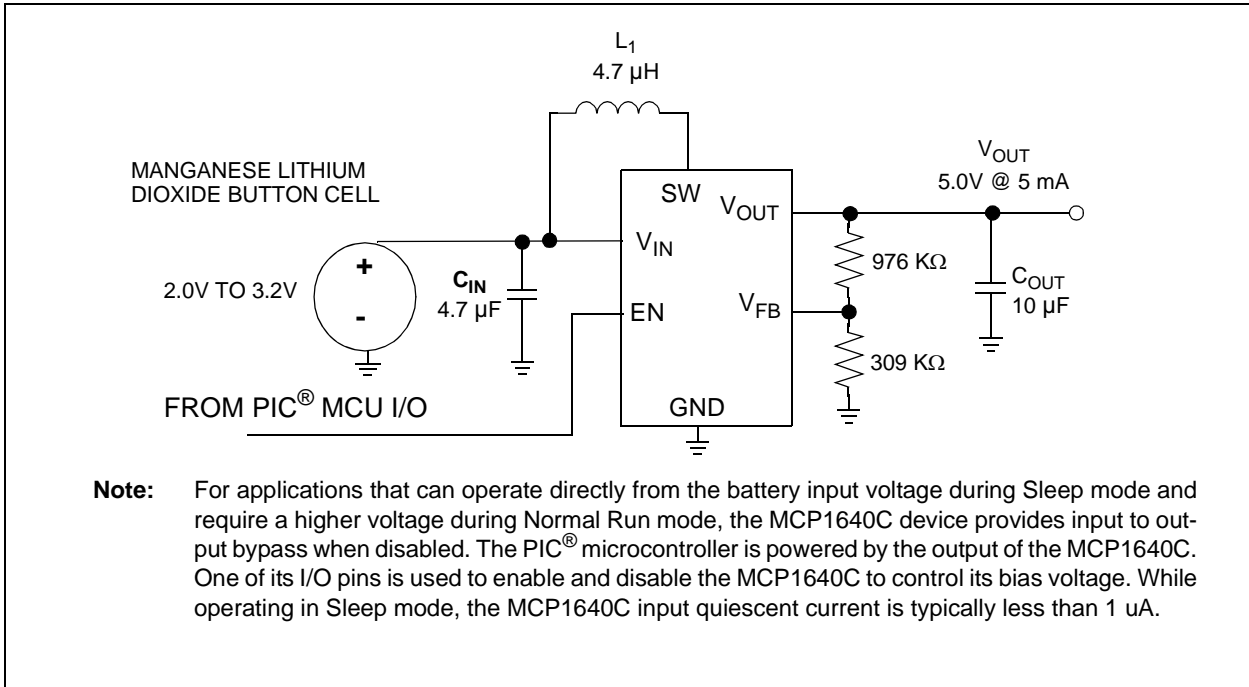 L1
4.7 µH
MANGANESE LITHIUM
DIOXIDE BUTTON CELL
VOUT
5.0V @ 5 mA
SW
VOUT
VIN
+
-
2.0V TO 3.2V
CIN
4.7 µF
976 KΩ
COUT
10 µF
EN
VFB
309 KΩ
FROM PIC® MCU I/O
GND
Note: For applications that can operate directly from the battery input voltage during Sleep mode and
require a higher voltage during Normal Run mode, the MCP1640C device provides input to out-
put bypass when disabled. The PIC® microcontroller is powered by the output of the MCP1640C.
One of its I/O pins is used to enable and disable the MCP1640C to control its bias voltage. While
operating in Sleep mode, the MCP1640C input quiescent current is typically less than 1 uA.